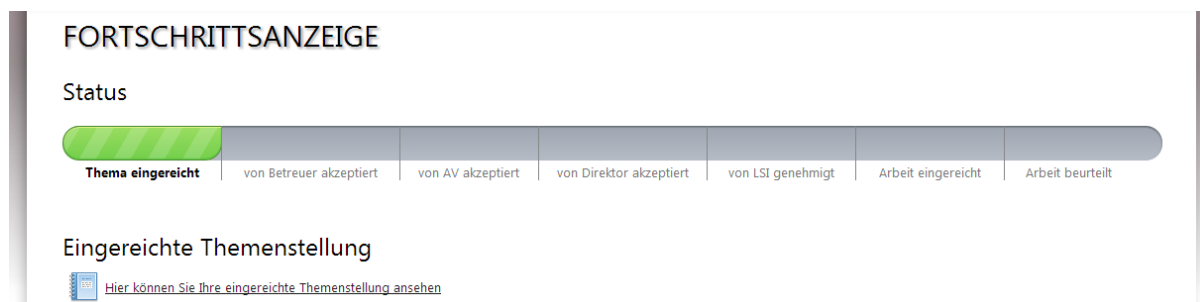 FORTSCHRITTSANZEIGE
Status
Thema eingereicht von Betreuer akzeptiert von AV akzeptiert von Direktor akzeptiert von LSI genehmigt Arbeit eingereicht Arbeit beurteilt
Eingereichte Themenstellung
Hier können Sie Ihre eingereichte Themenstellung ansehen